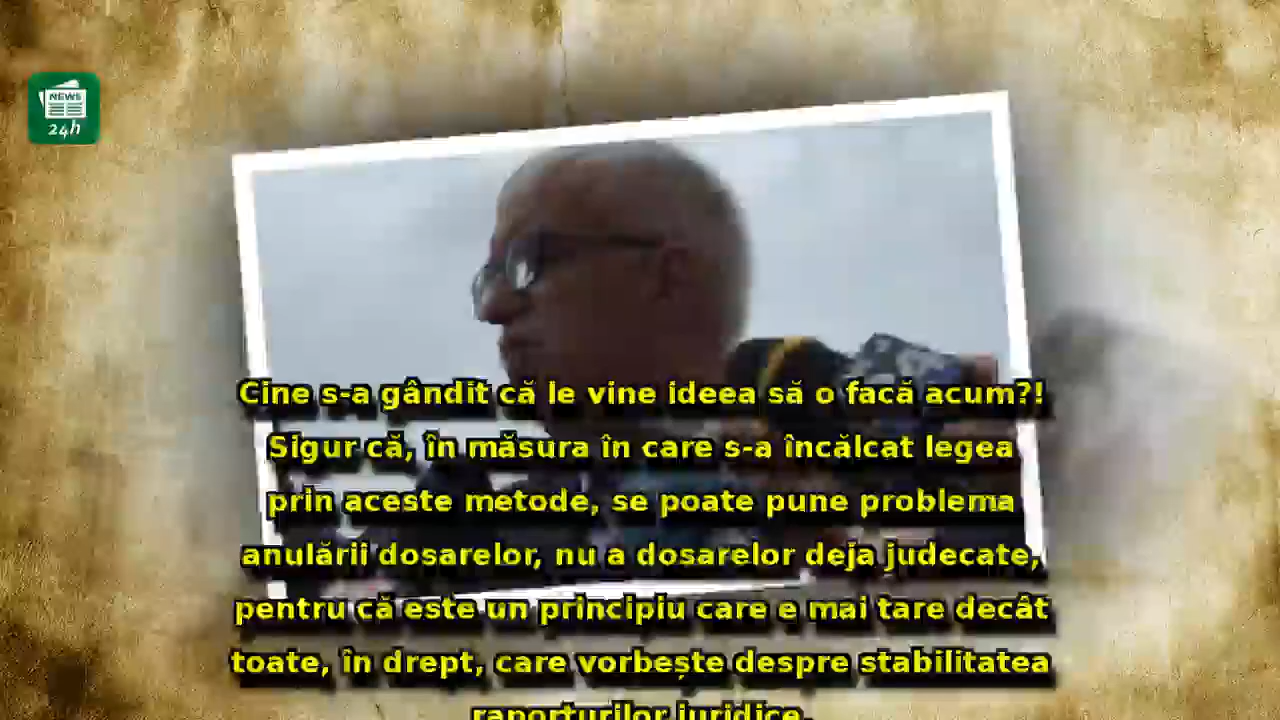 NEWS
24h
Cine s-a gândit că le vine ideea să o facă acum?!
Sigur că, în măsura în care s-a încălcat legea
prin aceste metode, se poate pune problema
anulării dosarelor, nu a dosarelor deja judecate,
pentru că este un principiu care e mai tare decât
toate, în drept, care vorbește despre stabilitatea
raporturilor juridice.